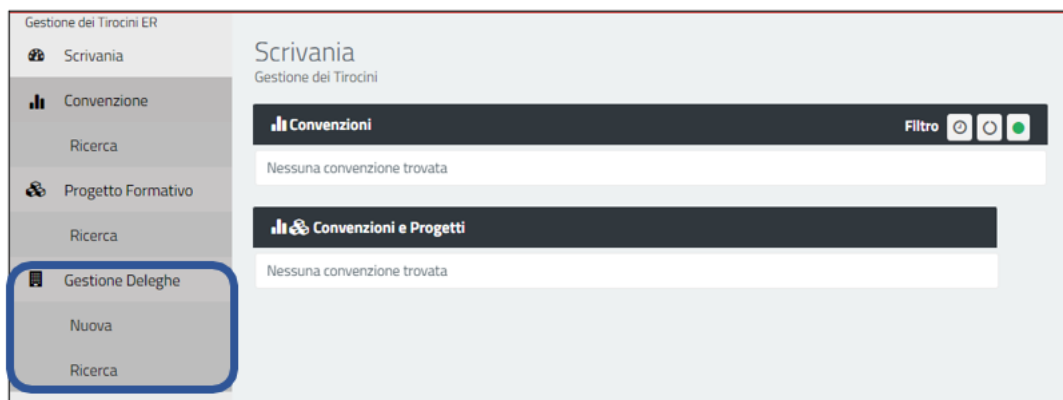 Gestione dei Tirocini ER
Scrivania
Convenzione
Ricerca
Progetto Formativo
Ricerca
Gestione Deleghe
Nuova
Ricerca
Scrivania
Gestione dei Tirocini
Convenzioni Filtro
Nessuna convenzione trovata
Convenzioni e Progetti
Nessuna convenzione trovata